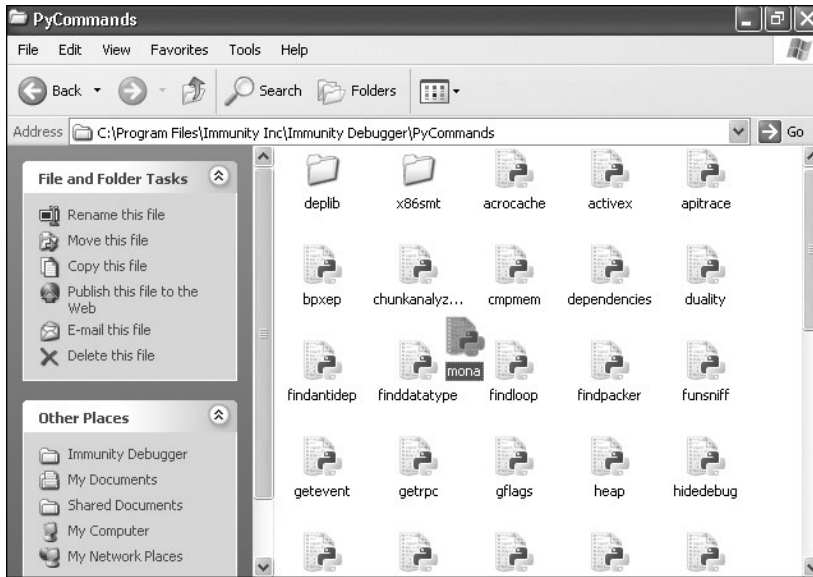 PyCommands
File Edit View Favorites Tools Help
Back Search Folders
Address C:\Program Files\Immunity Inc\Immunity Debugger\PyCommands Go
File and Folder Tasks
Rename this file
Move this file
Copy this file
Publish this file to the
Web
E-mail this file
Delete this file
Other Places
Immunity Debugger
My Documents
Shared Documents
My Computer
My Network Places
deplib x86smt acrocache activex apitrace
bpxep chunkanalyz... cmpmem dependencies duality
mona
findantidep finddatatype findloop findpacker funsniff
getevent getrpc gflags heap hidedebug